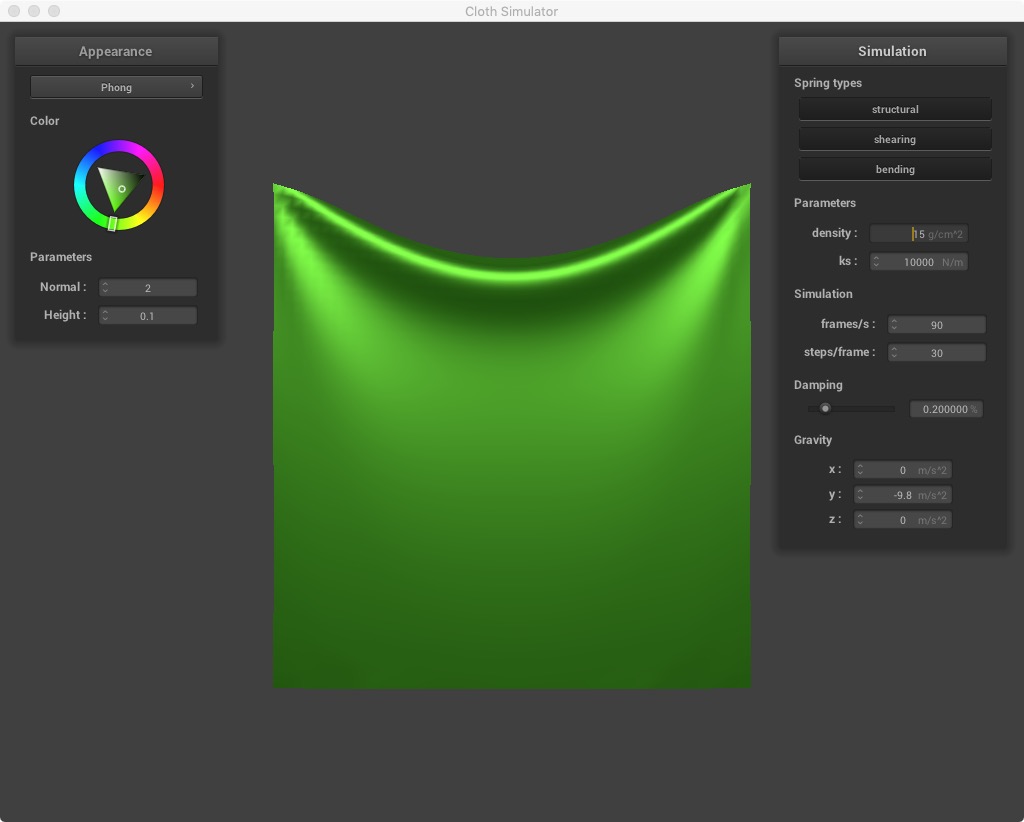 Cloth Simulator
Appearance
Phong
Color
Parameters
Normal : 2
Height : 0.1
Simulation
Spring types
structural
shearing
bending
Parameters
density : 15 g/cm^2
ks : 10000 N/m
Simulation
frames/s : 90
steps/frame : 30
Damping
0.200000 %
Gravity
x : 0 m/s^2
y : -9.8 m/s^2
z : 0 m/s^2